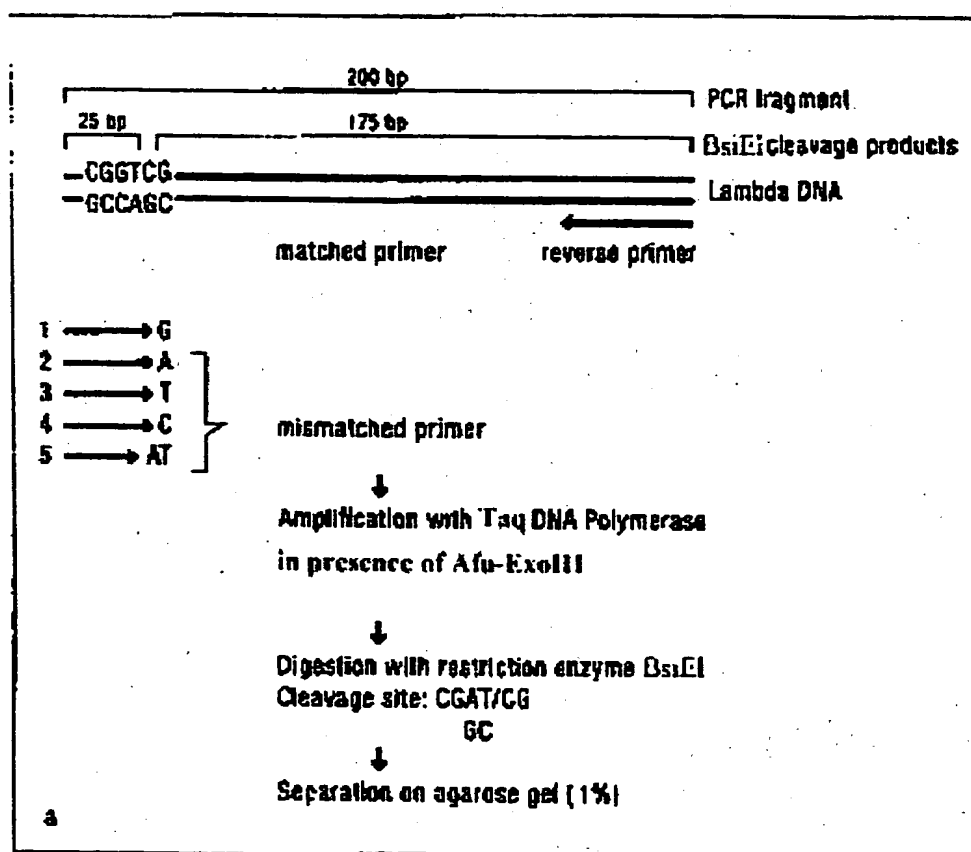 200 bp
PCR fragment
25 bp 175 bp
BsiEi cleavage products
CGGTCG
GCCAGC
Lambda DNA
matched primer reverse primer
1 G
2 A
3 T
4 C
5 AT
mismatched primer
Amplification with Taq DNA Polymerase
in presence of Afu-ExoIII
Digestion with restriction enzyme BsiEI
Cleavage site: CGAT/CG
GC
Separation on agarose gel (1%)
a